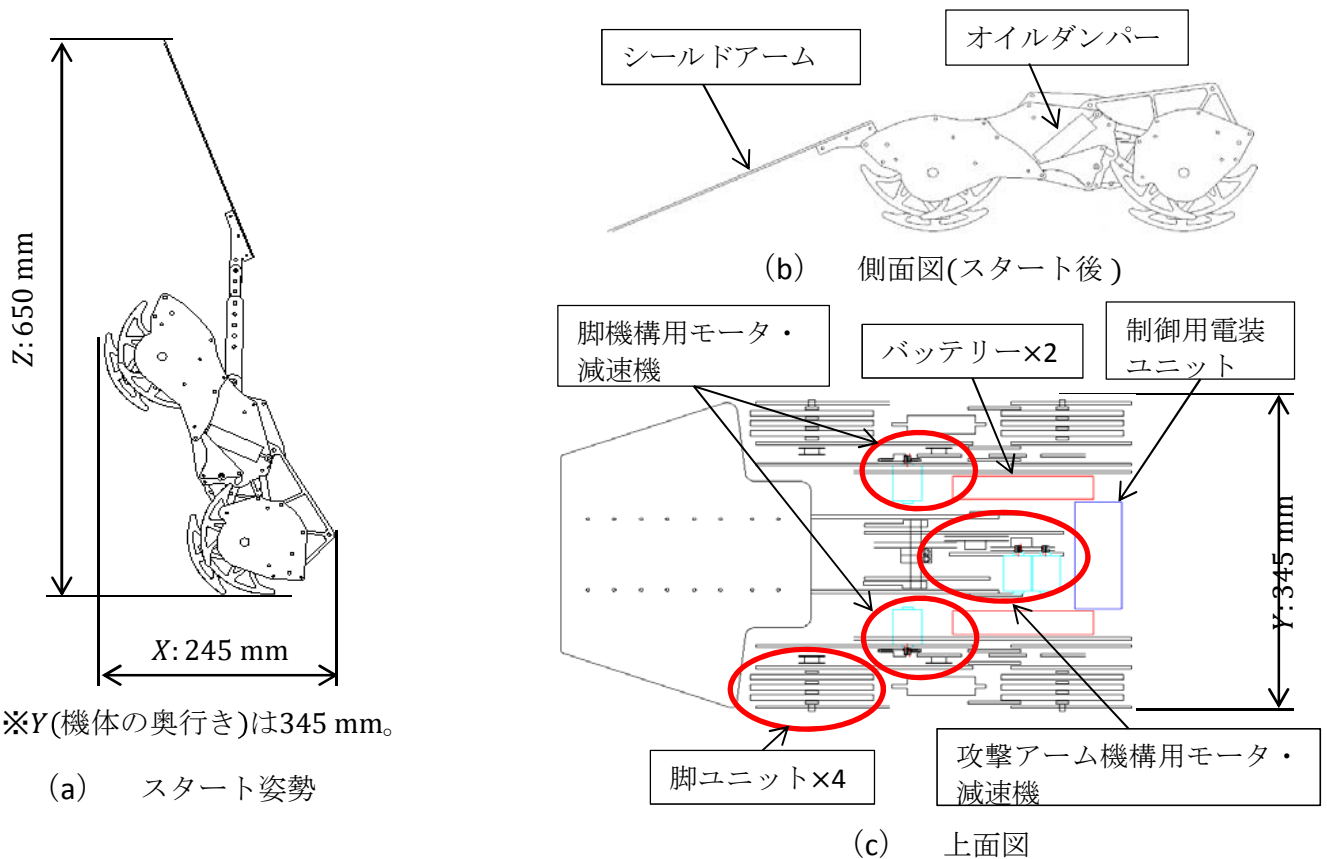 Z: 650 mm
X: 245 mm
※Y(機体の奥行き)は345 mm。
(a) スタート姿勢
シールドアーム
オイルダンパー
(b) 側面図(スタート後 )
脚機構用モータ・
減速機
バッテリー×2
制御用電装
ユニット
Y: 345 mm
脚ユニット×4
攻撃アーム機構用モータ・
減速機
(c) 上面図